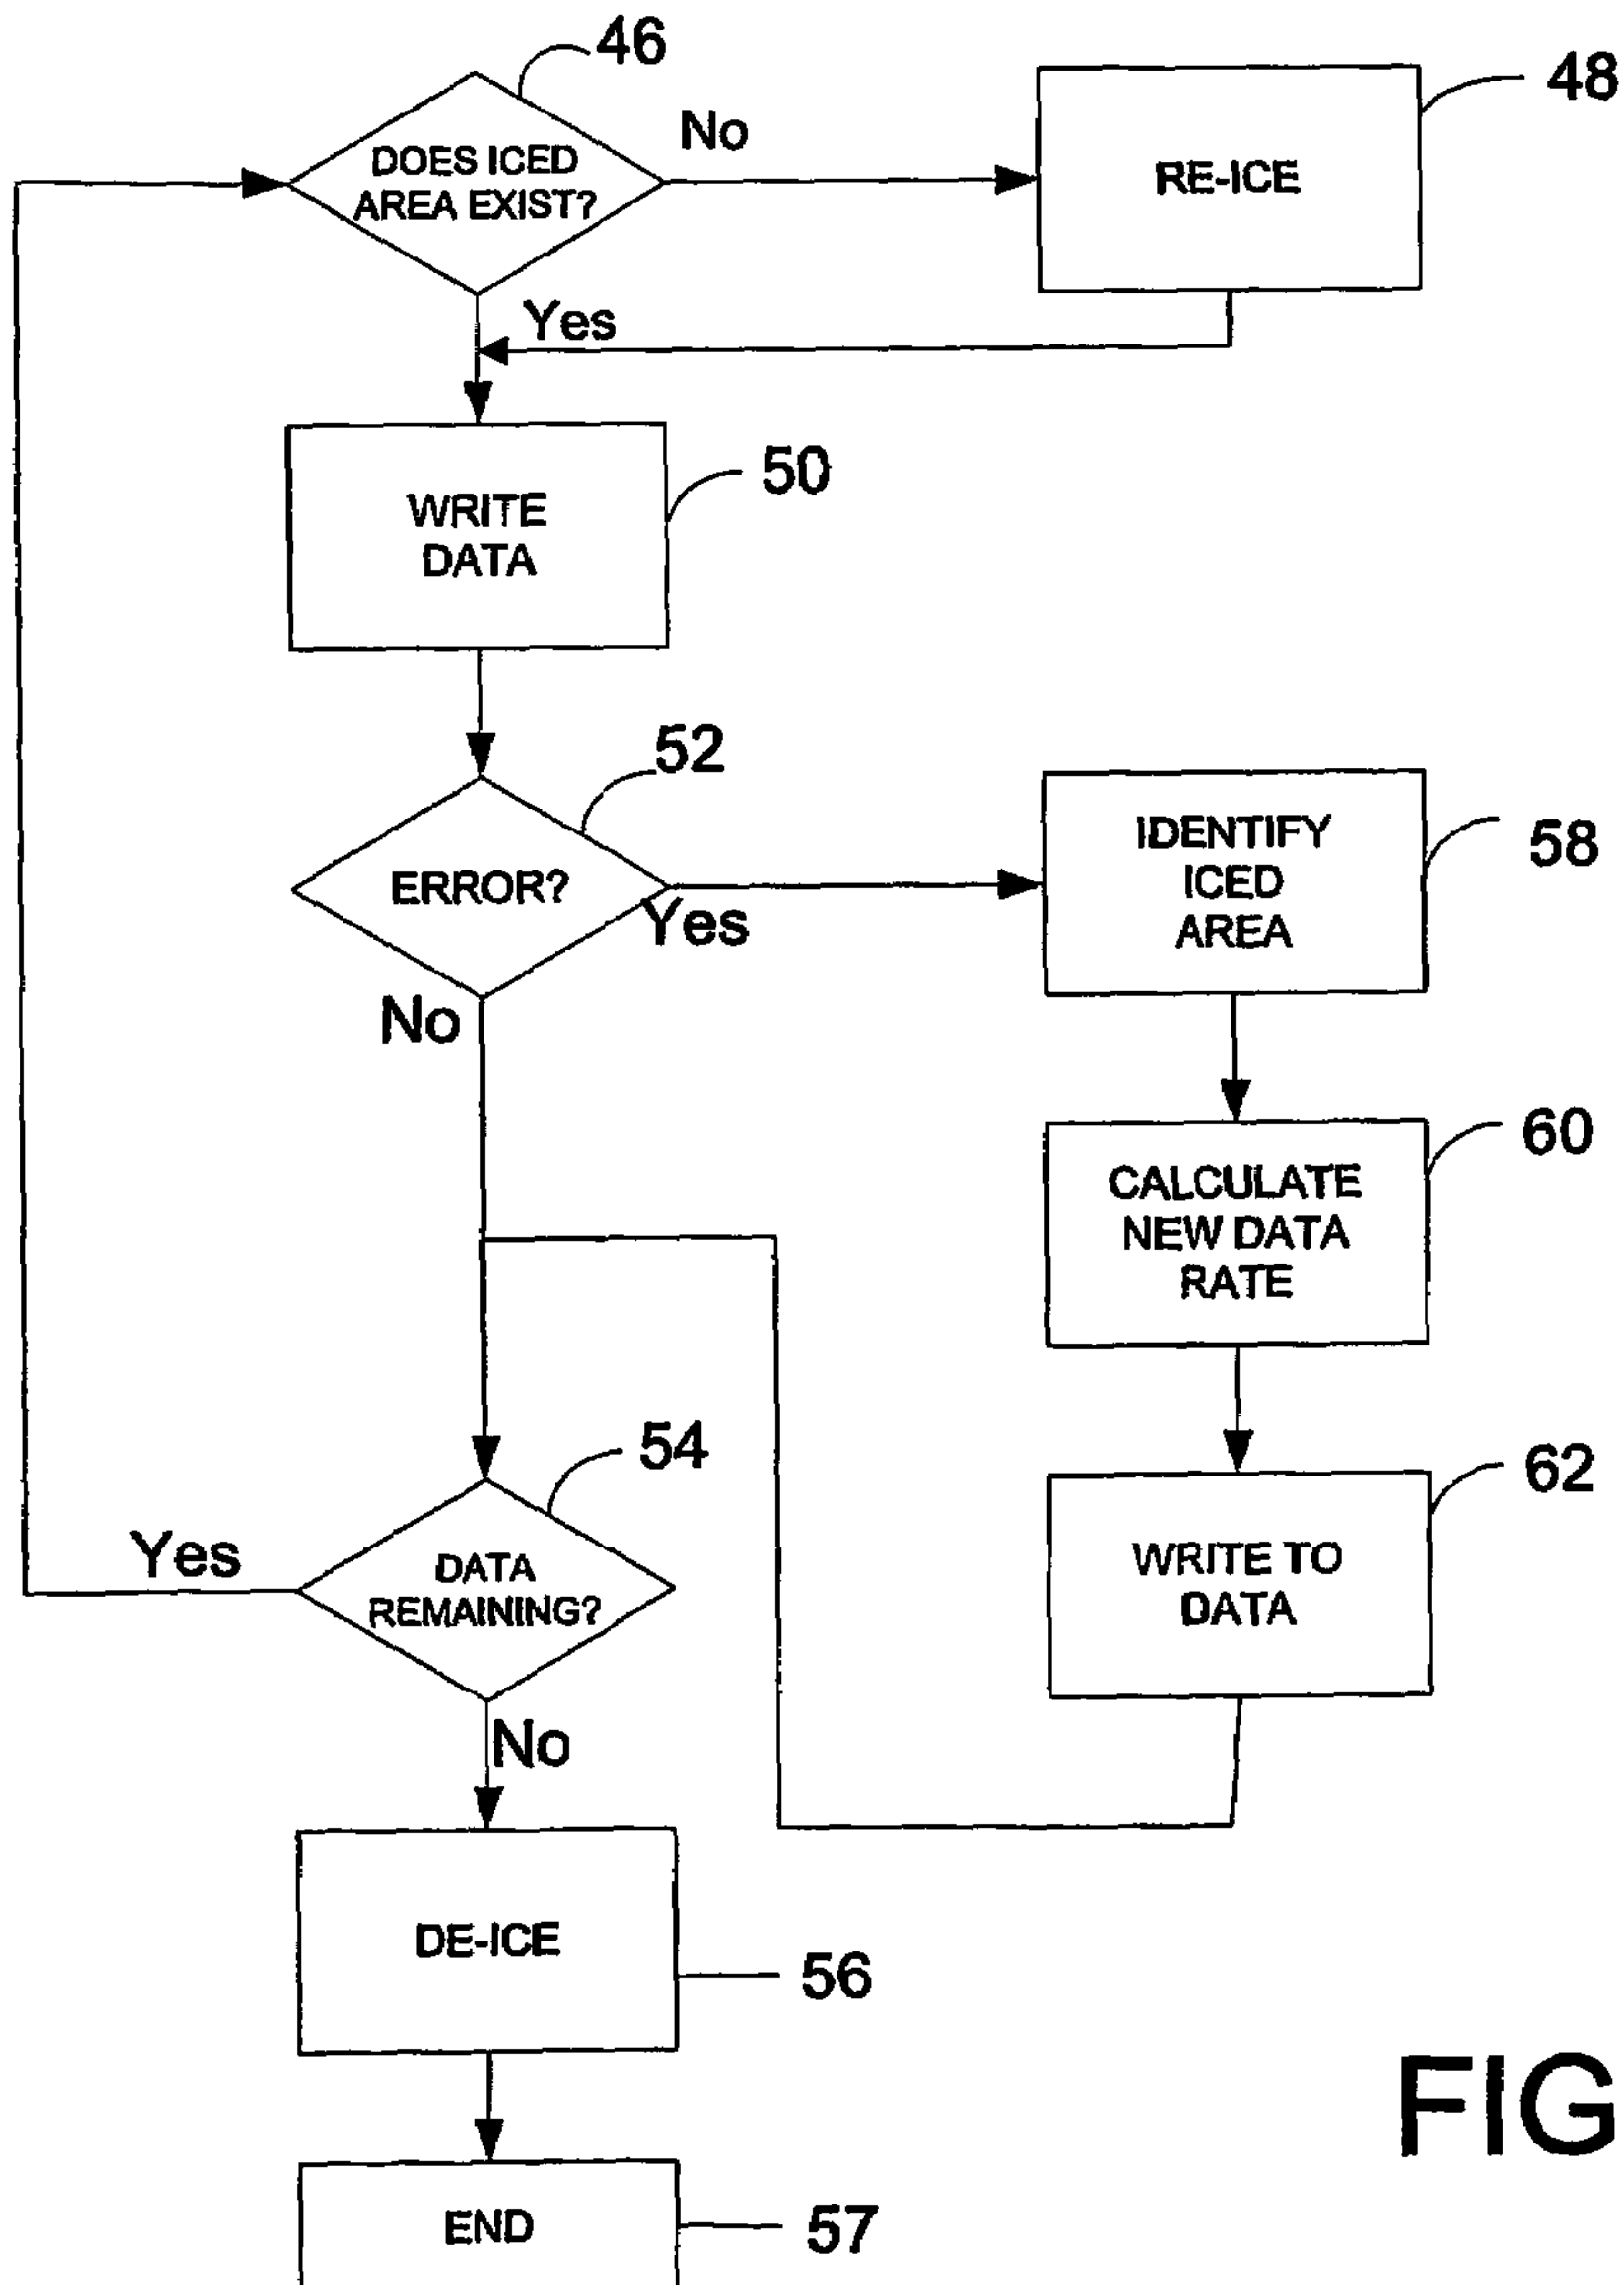 46
48
No
DOES ICED
AREA EXIST?
RE-ICE
Yes
50
WRITE
DATA
52
ERROR?
Yes
No
IDENTIFY
ICED
AREA
58
CALCULATE
NEW DATA
RATE
60
54
DATA
REMAINING?
Yes
No
WRITE TO
DATA
62
DE-ICE
56
END
57
FIG